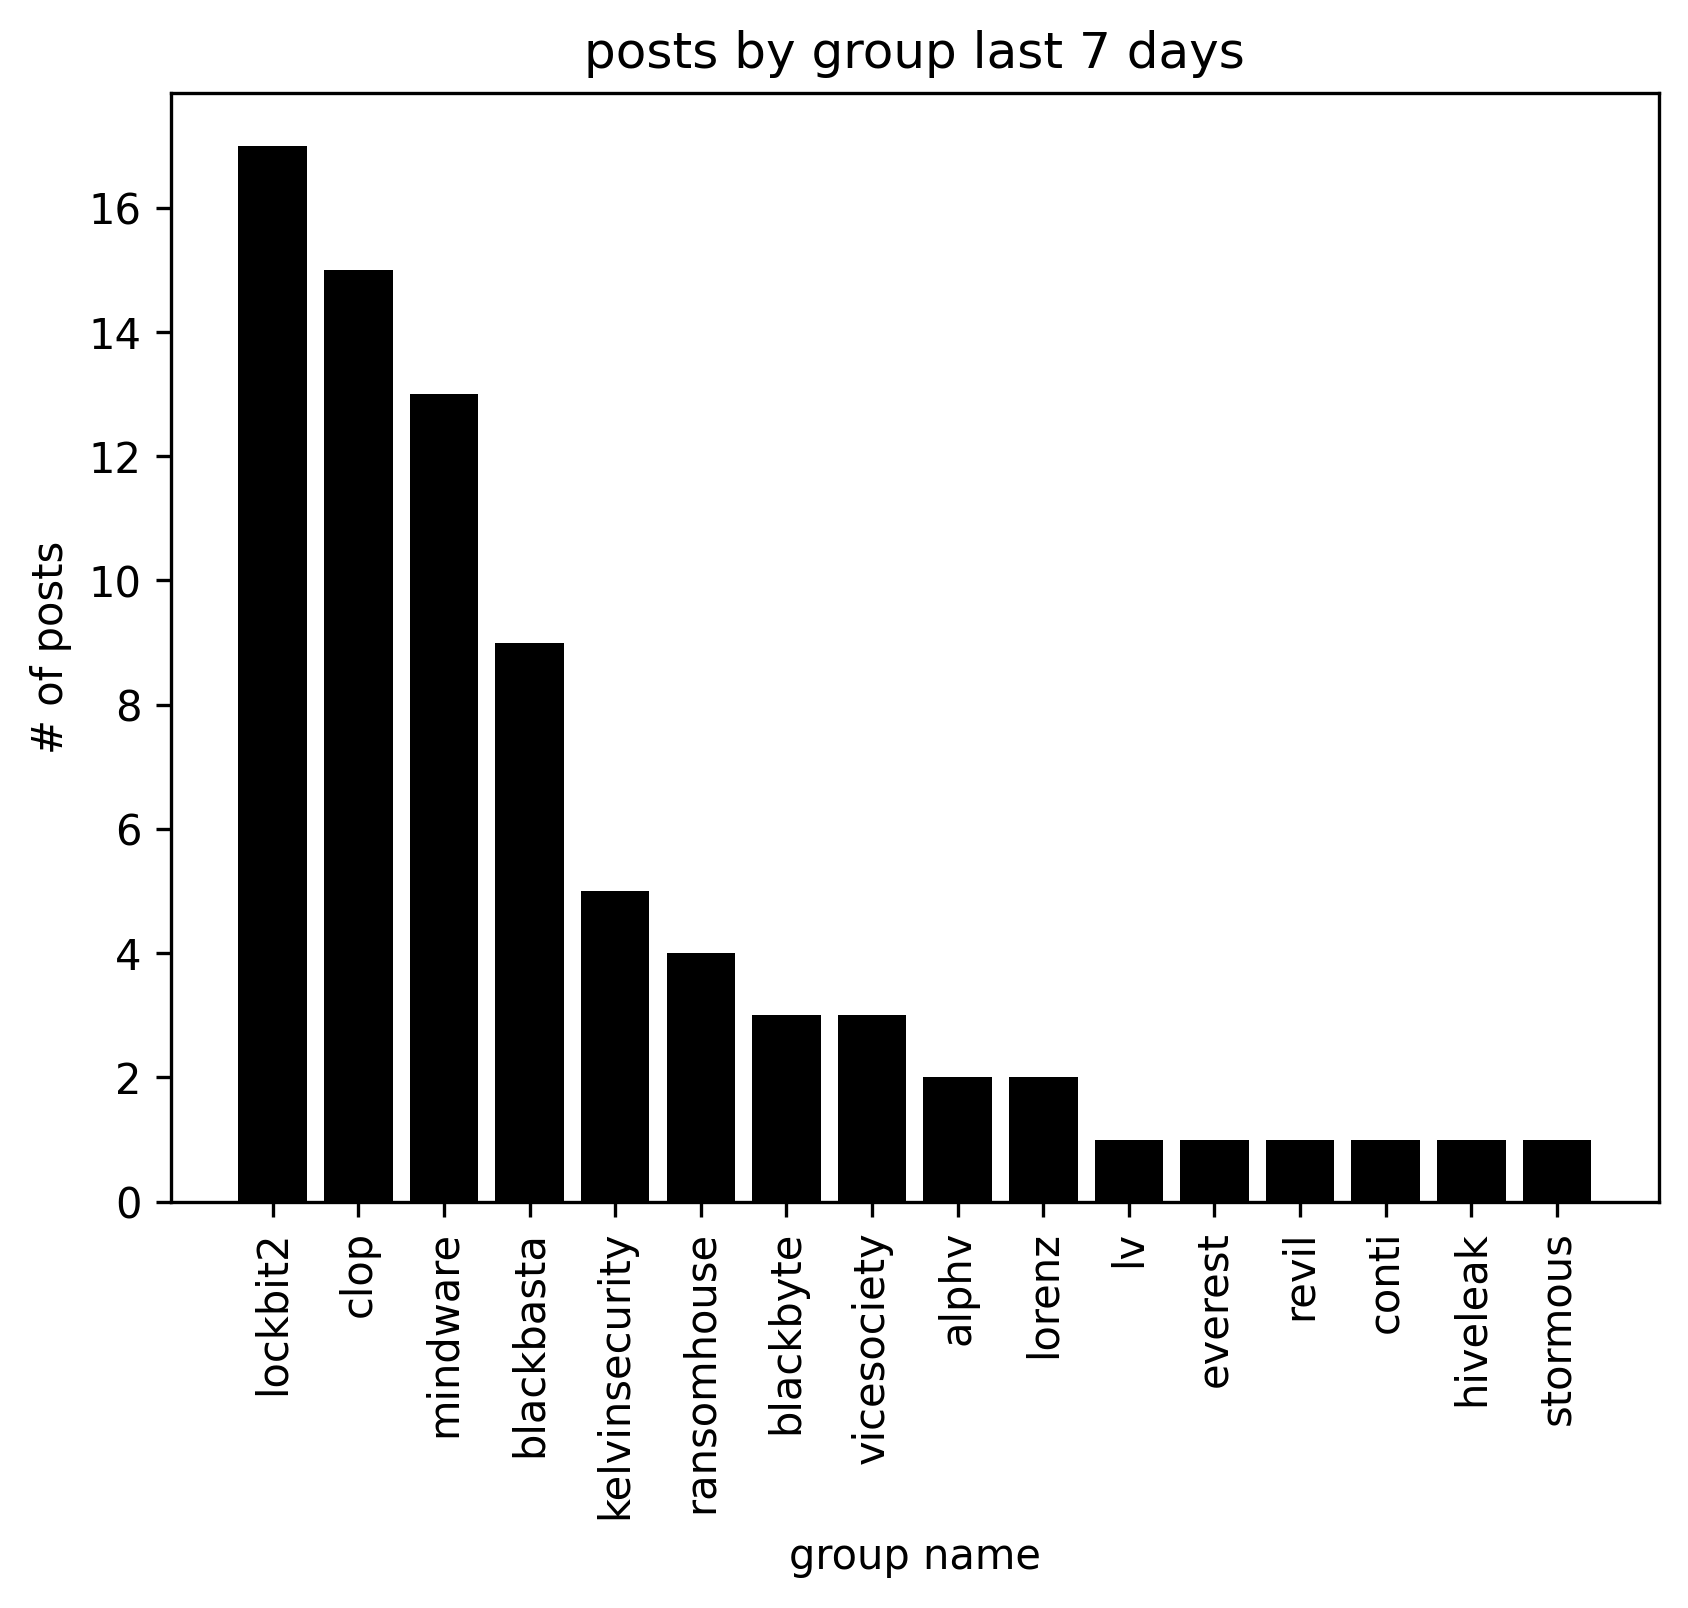 posts by group last 7 days
# of posts
16
14
12
10
8
6
4
2
0
lockbit2
clop
mindware
blackbasta
kelvinsecurity
ransomhouse
blackbyte
vicesociety
alphv
lorenz
lv
everest
revil
conti
hiveleak
stormous
group name